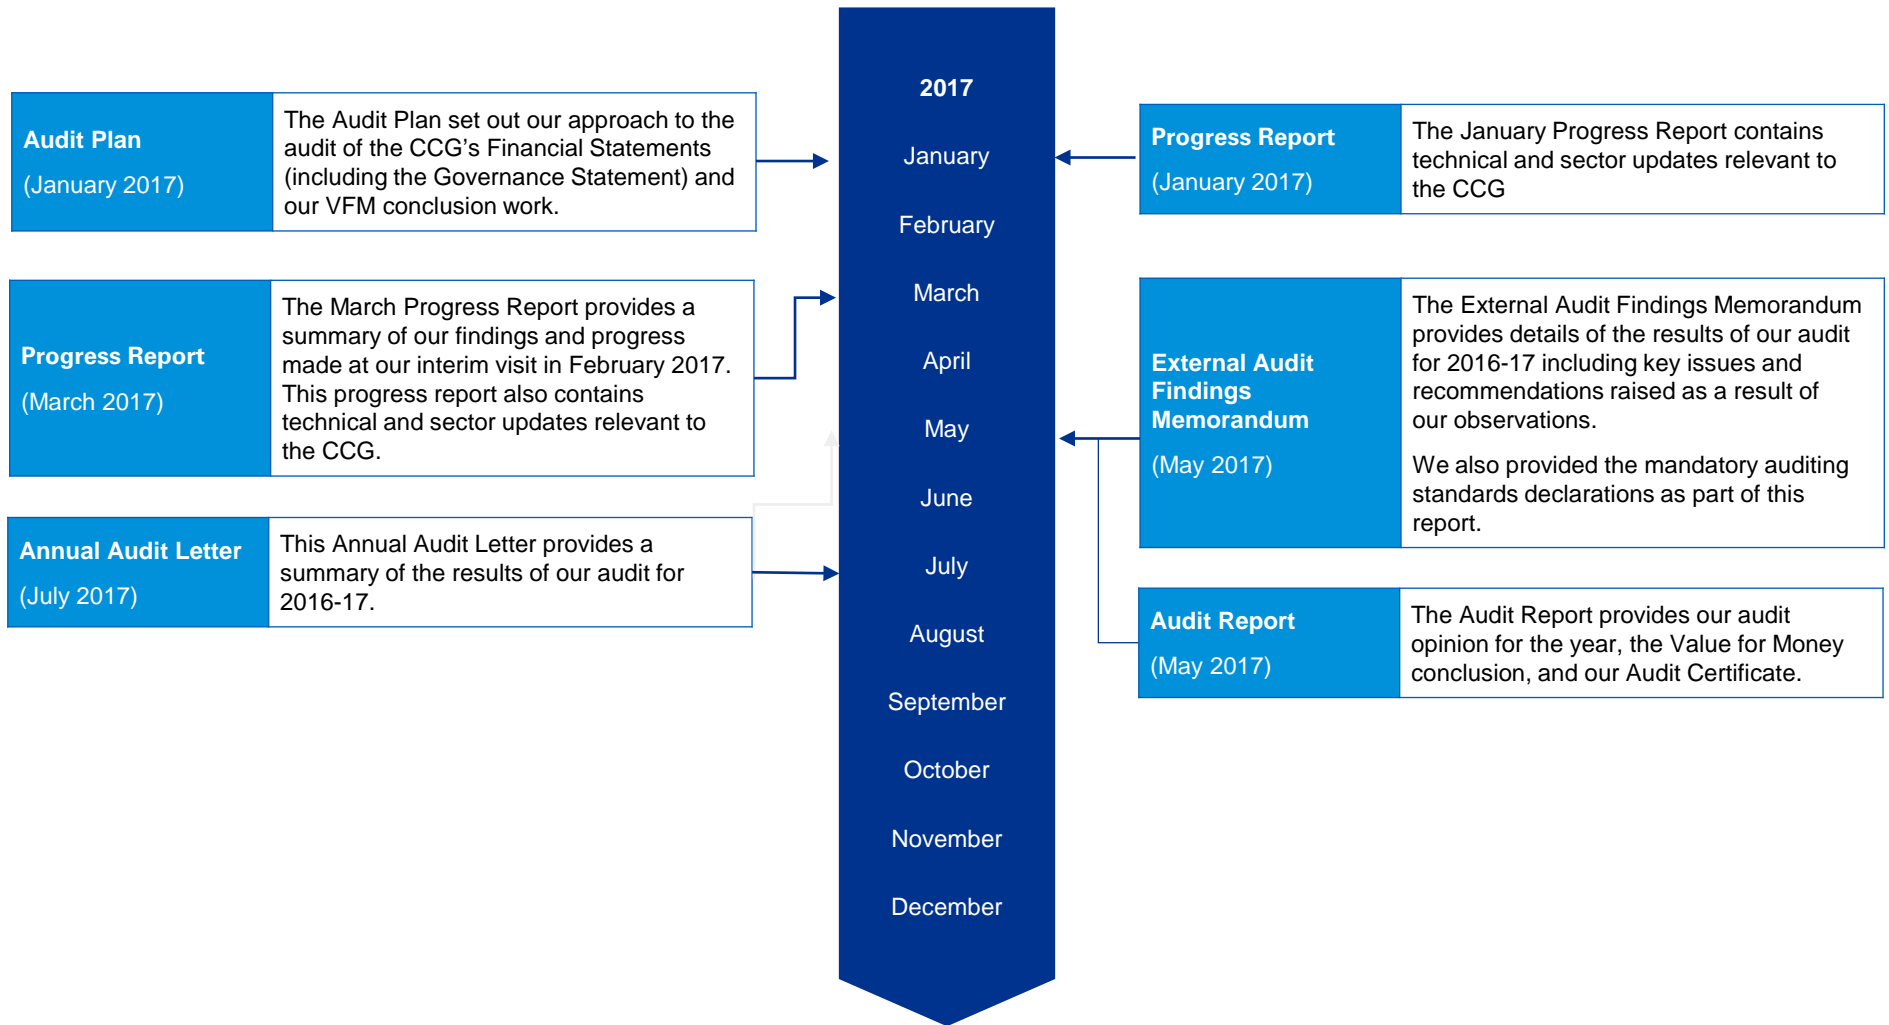 Audit Plan
(January 2017)
The Audit Plan set out our approach to the
audit of the CCG’s Financial Statements
(including the Governance Statement) and
our VFM conclusion work.
Progress Report
(March 2017)
The March Progress Report provides a
summary of our findings and progress
made at our interim visit in February 2017.
This progress report also contains
technical and sector updates relevant to
the CCG.
Annual Audit Letter
(July 2017)
This Annual Audit Letter provides a
summary of the results of our audit for
2016-17.
2017
January
February
March
April
May
June
July
August
September
October
November
December
Progress Report
(January 2017)
The January Progress Report contains
technical and sector updates relevant to
the CCG
External Audit
Findings
Memorandum
(May 2017)
The External Audit Findings Memorandum
provides details of the results of our audit
for 2016-17 including key issues and
recommendations raised as a result of
our observations.
We also provided the mandatory auditing
standards declarations as part of this
report.
Audit Report
(May 2017)
The Audit Report provides our audit
opinion for the year, the Value for Money
conclusion, and our Audit Certificate.